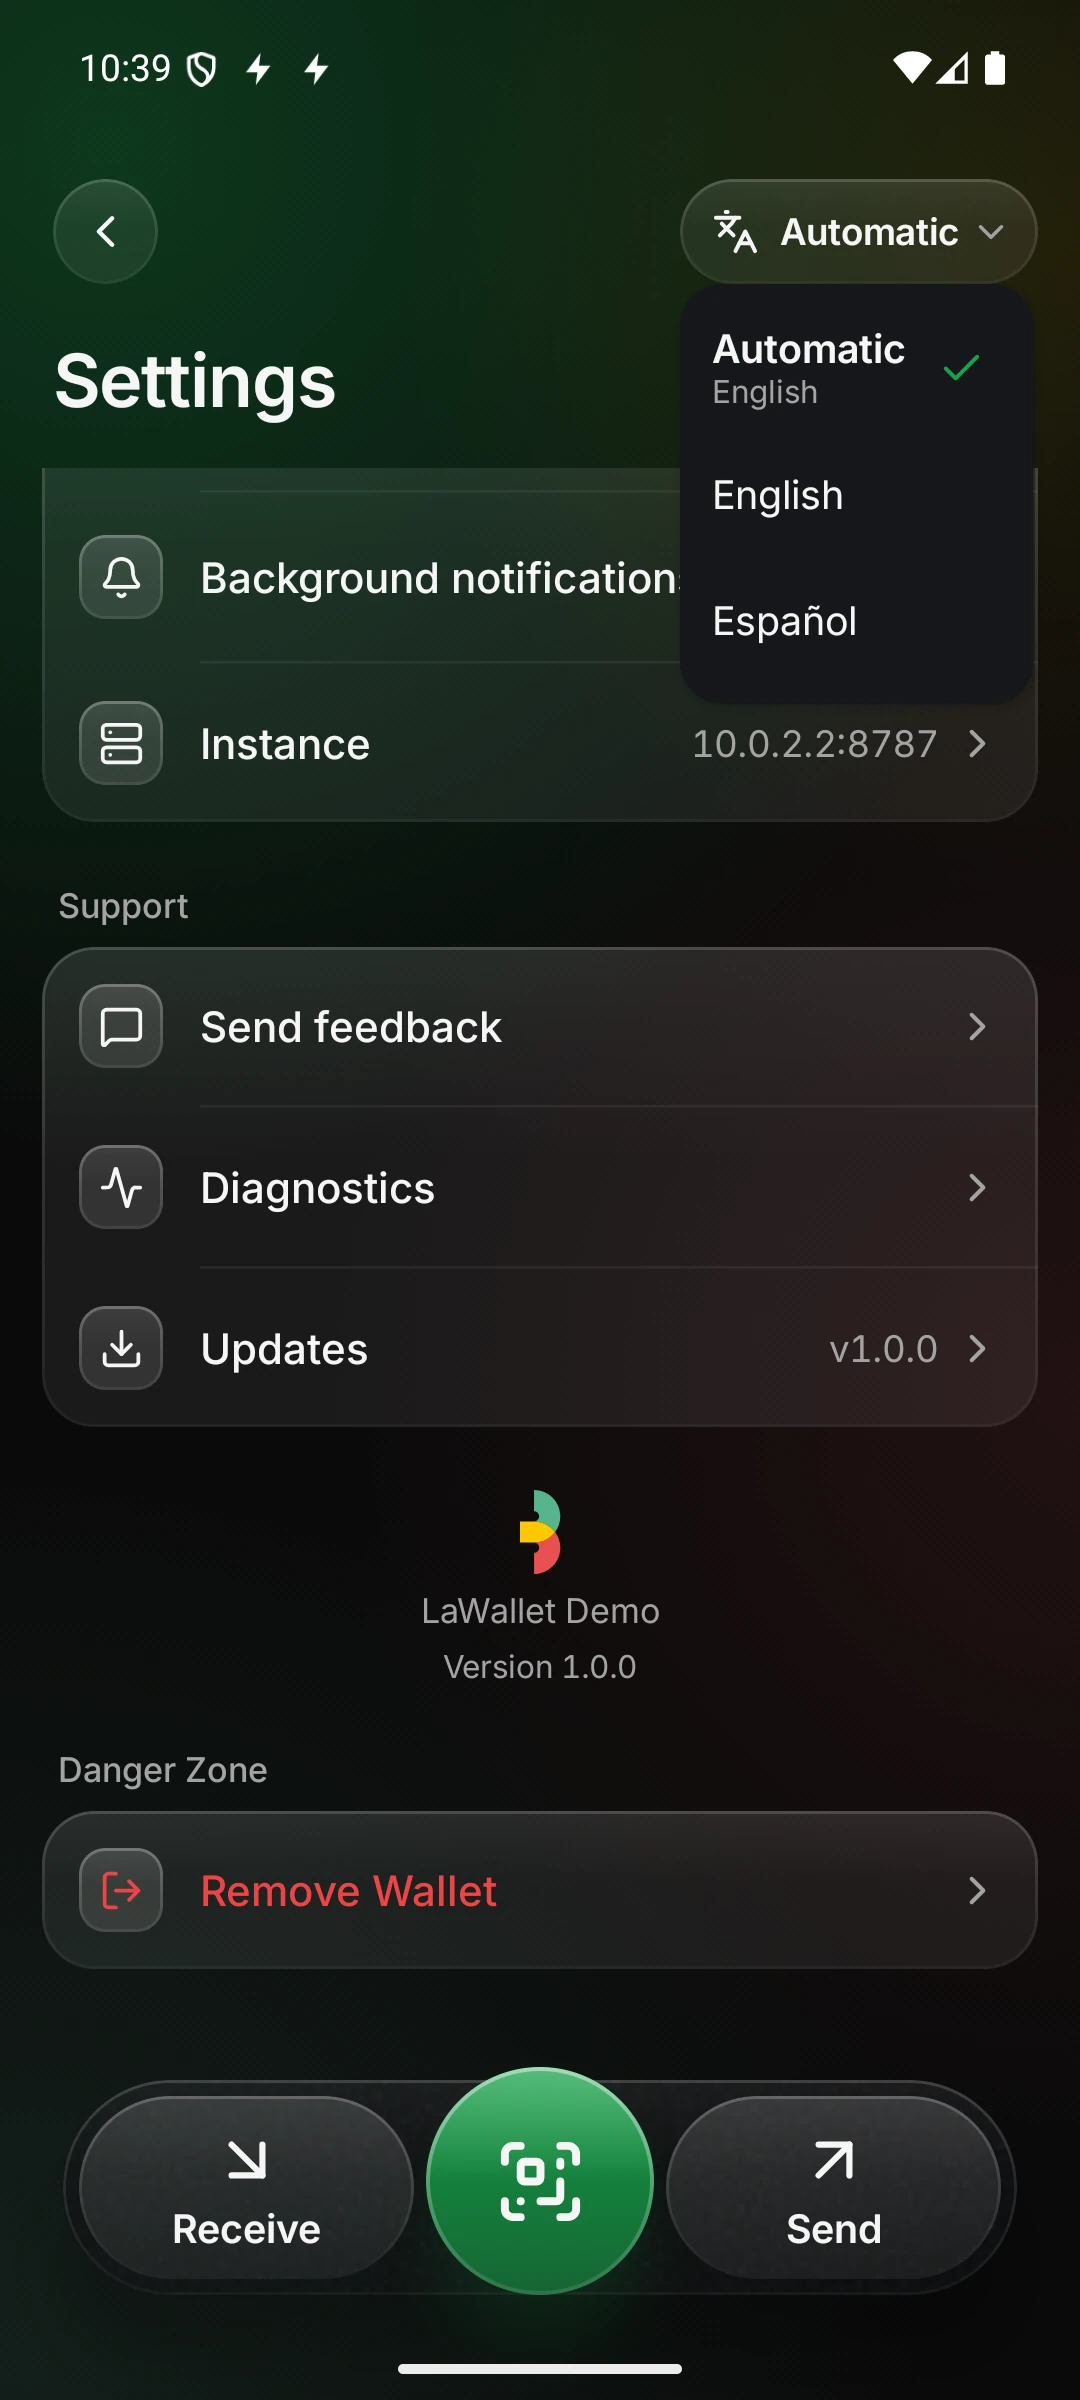 10:39
Automatic
Settings
Automatic
English
English
Español
Background notifications
Instance
10.0.2.2:8787
Support
Send feedback
Diagnostics
Updates
v1.0.0
LaWallet Demo
Version 1.0.0
Danger Zone
Remove Wallet
Receive
Send